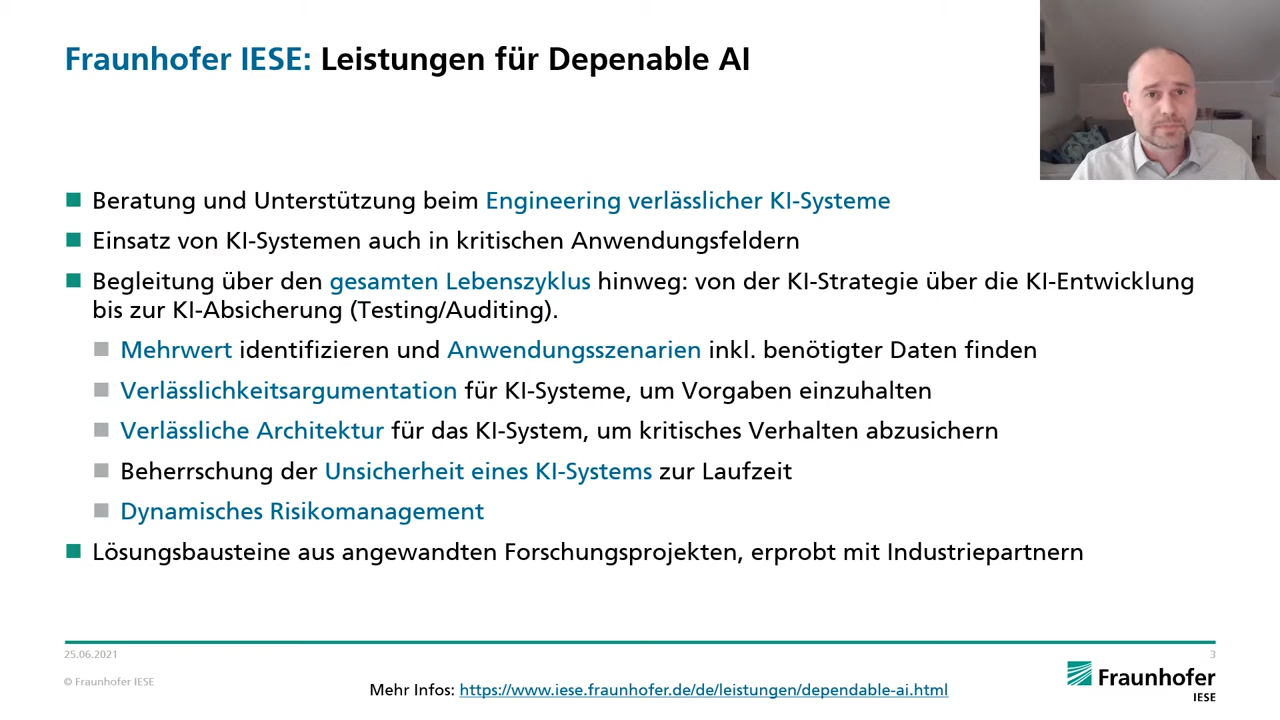 Fraunhofer IESE: Leistungen für Depenable AI
Beratung und Unterstützung beim Engineering verlässlicher KI-Systeme
Einsatz von KI-Systemen auch in kritischen Anwendungsfeldern
Begleitung über den gesamten Lebenszyklus hinweg: von der KI-Strategie über die KI-Entwicklung
bis zur KI-Absicherung (Testing/Auditing).
Mehrwert identifizieren und Anwendungsszenarien inkl. benötigter Daten finden
Verlässlichkeitsargumentation für KI-Systeme, um Vorgaben einzuhalten
Verlässliche Architektur für das KI-System, um kritisches Verhalten abzusichern
Beherrschung der Unsicherheit eines KI-Systems zur Laufzeit
Dynamisches Risikomanagement
Lösungsbausteine aus angewandten Forschungsprojekten, erprobt mit Industriepartnern
25.06.2021
3
© Fraunhofer IESE
Mehr Infos: https://www.iese.fraunhofer.de/de/leistungen/dependable-ai.html
Fraunhofer
IESE